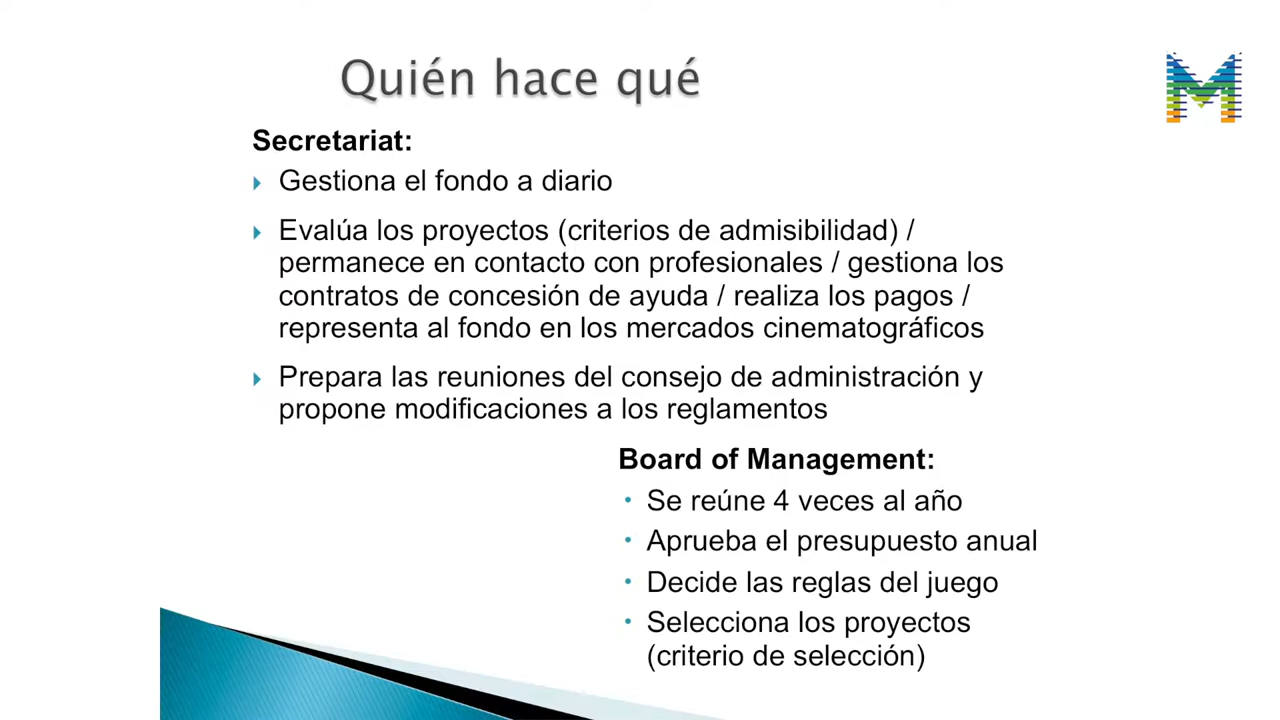 Quién hace qué
Secretariat:
Gestiona el fondo a diario
Evalúa los proyectos (criterios de admisibilidad) /
permanece en contacto con profesionales / gestiona los
contratos de concesión de ayuda / realiza los pagos /
representa al fondo en los mercados cinematográficos
Prepara las reuniones del consejo de administración y
propone modificaciones a los reglamentos
Board of Management:
Se reúne 4 veces al año
Aprueba el presupuesto anual
Decide las reglas del juego
Selecciona los proyectos
(criterio de selección)